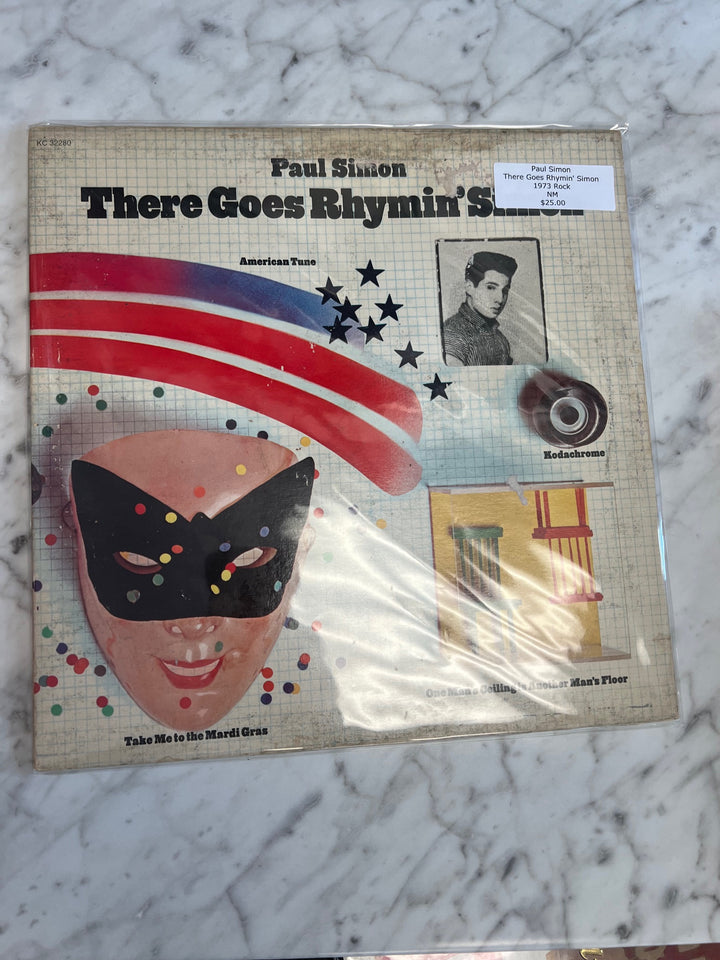 KC 32280
Paul Simon
There Goes Rhymin' Simon
Paul Simon
There Goes Rhymin' Simon
1973 Rock
NM
$25.00
American Tune
Kodachrome
One Man's Ceiling is Another Man's Floor
Take Me to the Mardi Gras